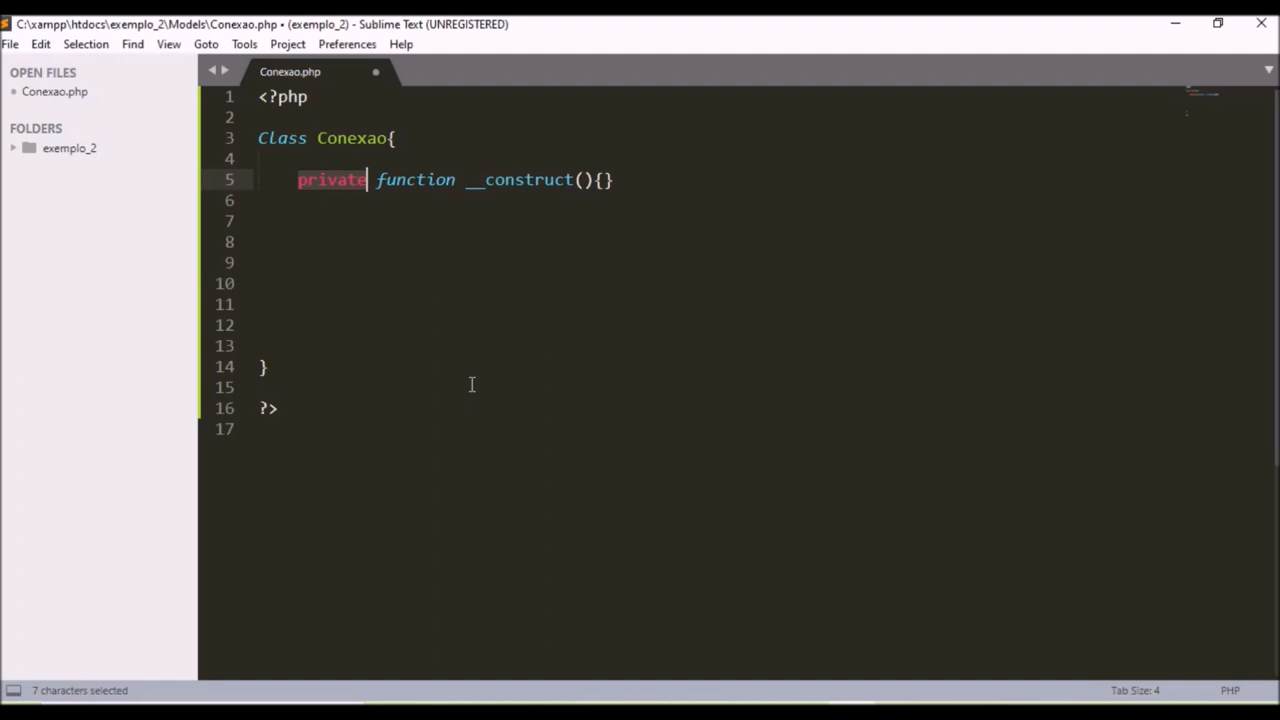 C:\xampp\htdocs\exemplo_2\Models\Conexao.php • (exemplo_2) - Sublime Text (UNREGISTERED)
File Edit Selection Find View Goto Tools Project Preferences Help
OPEN FILES
Conexao.php
FOLDERS
exemplo_2
Conexao.php
1 <?php
2
3 Class Conexao{
4
5 private function __construct(){}
6
7
8
9
10
11
12
13
14 }
15
16 ?>
17
7 characters selected Tab Size: 4 PHP